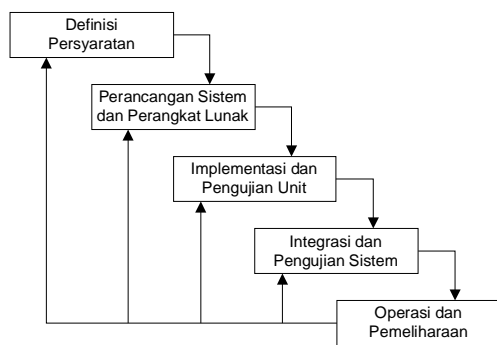 Definisi
Persyaratan
Perancangan Sistem
dan Perangkat Lunak
Implementasi dan
Pengujian Unit
Integrasi dan
Pengujian Sistem
Operasi dan
Pemeliharaan